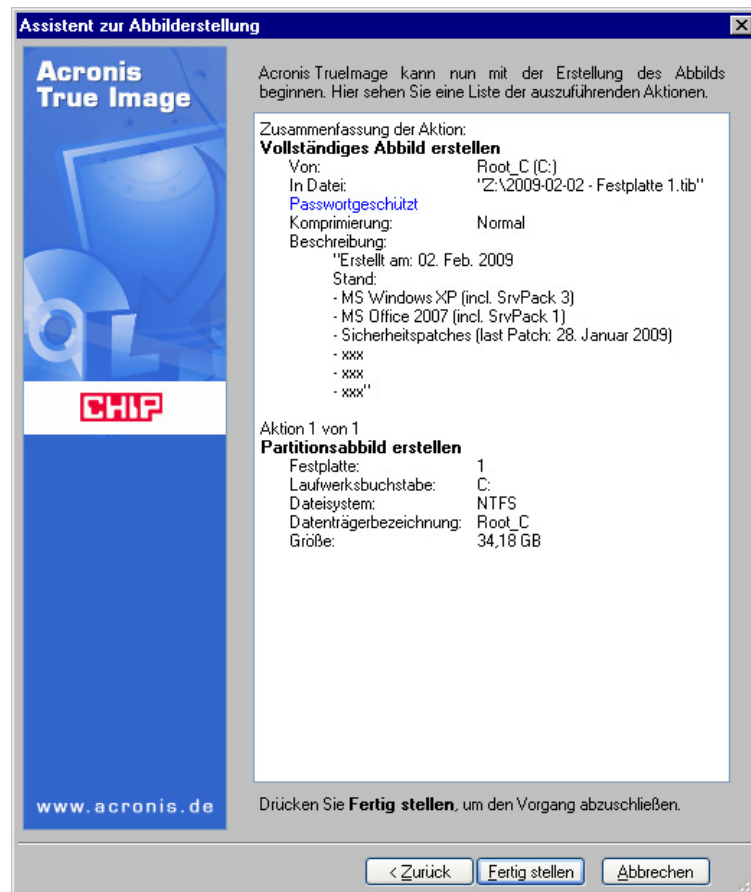 Assistent zur Abbilderstellung
Acronis
True Image
CHIP
www.acronis.de
Acronis TrueImage kann nun mit der Erstellung des Abbilds
beginnen. Hier sehen Sie eine Liste der auszuführenden Aktionen.
Zusammenfassung der Aktion:
Vollständiges Abbild erstellen
Von: Root_C (C:)
In Datei: "Z:\2009-02-02 - Festplatte 1.tib"
Passwortgeschützt
Komprimierung: Normal
Beschreibung:
"Erstellt am: 02. Feb. 2009
Stand:
- MS Windows XP (incl. SrvPack 3)
- MS Office 2007 (incl. SrvPack 1)
- Sicherheitspatches (last Patch: 28. Januar 2009)
- xxx
- xxx
- xxx"
Aktion 1 von 1
Partitionsabbild erstellen
Festplatte: 1
Laufwerksbuchstabe: C:
Dateisystem: NTFS
Datenträgerbezeichnung: Root_C
Größe: 34,18 GB
Drücken Sie Fertig stellen, um den Vorgang abzuschließen.
< Zurück Fertig stellen Abbrechen